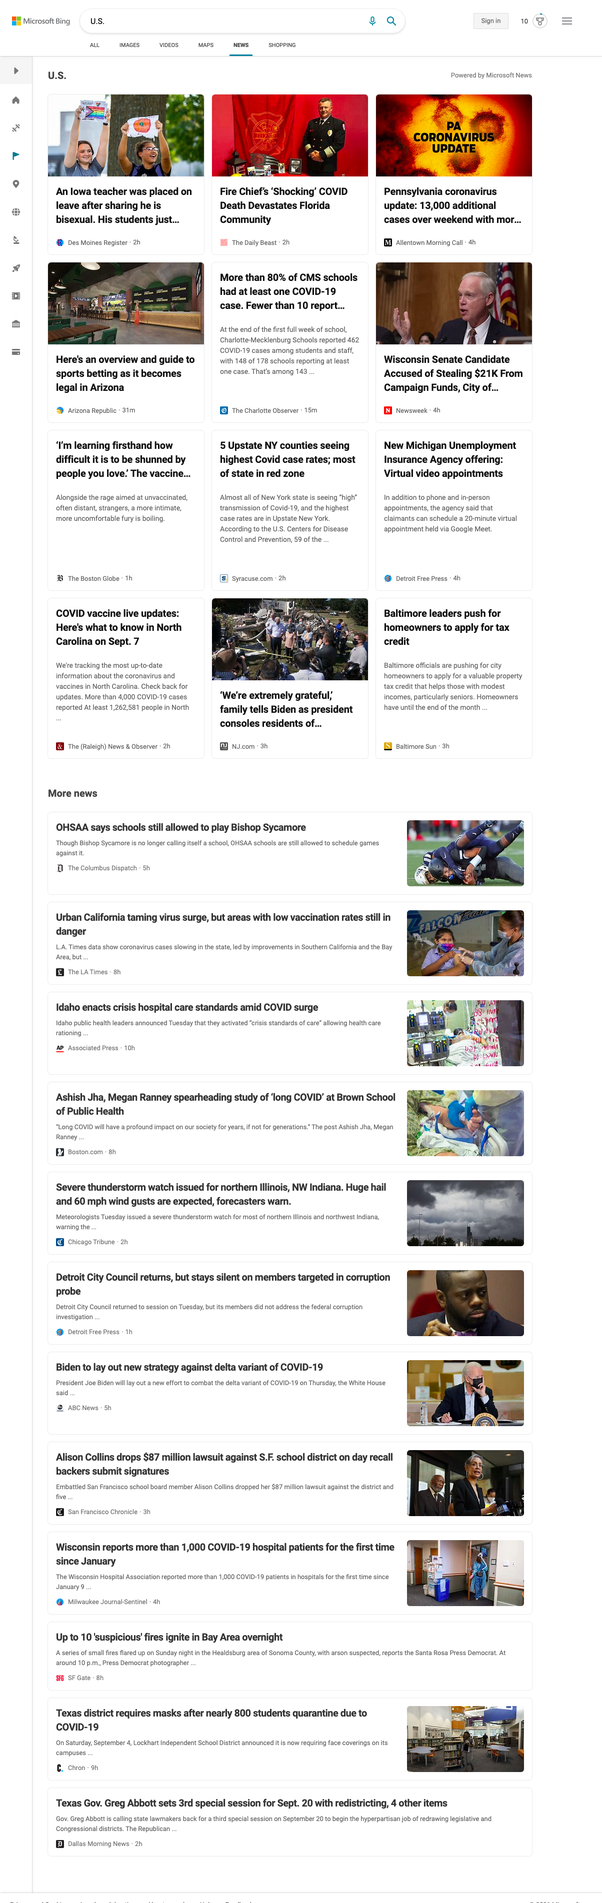 Microsoft Bing
U.S.
Sign in
10
ALL IMAGES VIDEOS MAPS NEWS SHOPPING
U.S.
Powered by Microsoft News
An Iowa teacher was placed on
leave after sharing he is
bisexual. His students just…
Des Moines Register · 2h
Fire Chief's 'Shocking' COVID
Death Devastates Florida
Community
The Daily Beast · 2h
PA
CORONAVIRUS
UPDATE
Pennsylvania coronavirus
update: 13,000 additional
cases over weekend with mor…
Allentown Morning Call · 4h
Here's an overview and guide to
sports betting as it becomes
legal in Arizona
Arizona Republic · 31m
More than 80% of CMS schools
had at least one COVID-19
case. Fewer than 10 report…
At the end of the first full week of school,
Charlotte-Mecklenburg Schools reported 462
COVID-19 cases among students and staff,
with 148 of 178 schools reporting at least
one case. That's among 143 ...
The Charlotte Observer · 15m
Wisconsin Senate Candidate
Accused of Stealing $21K From
Campaign Funds, City of…
Newsweek · 4h
'I'm learning firsthand how
difficult it is to be shunned by
people you love.' The vaccine…
Alongside the rage aimed at unvaccinated,
often distant, strangers, a more intimate,
more uncomfortable fury is boiling.
The Boston Globe · 1h
5 Upstate NY counties seeing
highest Covid case rates; most
of state in red zone
Almost all of New York state is seeing "high"
transmission of Covid-19, and the highest
case rates are in Upstate New York.
According to the U.S. Centers for Disease
Control and Prevention, 59 of the ...
Syracuse.com · 2h
New Michigan Unemployment
Insurance Agency offering:
Virtual video appointments
In addition to phone and in-person
appointments, the agency said that
claimants can schedule a 20-minute virtual
appointment held via Google Meet.
Detroit Free Press · 4h
COVID vaccine live updates:
Here's what to know in North
Carolina on Sept. 7
We're tracking the most up-to-date
information about the coronavirus and
vaccines in North Carolina. Check back for
updates. More than 4,000 COVID-19 cases
reported At least 1,262,581 people in North
...
The (Raleigh) News & Observer · 2h
'We're extremely grateful,'
family tells Biden as president
consoles residents of…
NJ.com · 3h
Baltimore leaders push for
homeowners to apply for tax
credit
Baltimore officials are pushing for city
homeowners to apply for a valuable property
tax credit that helps those with modest
incomes, particularly seniors. Homeowners
have until the end of the month ...
Baltimore Sun · 3h
More news
OHSAA says schools still allowed to play Bishop Sycamore
Though Bishop Sycamore is no longer calling itself a school, OHSAA schools are still allowed to schedule games
against it.
The Columbus Dispatch · 5h
Urban California taming virus surge, but areas with low vaccination rates still in
danger
L.A. Times data show coronavirus cases slowing in the state, led by improvements in Southern California and the Bay
Area, but ...
The LA Times · 8h
FALCON
Idaho enacts crisis hospital care standards amid COVID surge
Idaho public health leaders announced Tuesday that they activated "crisis standards of care" allowing health care
rationing ...
Associated Press · 10h
Ashish Jha, Megan Ranney spearheading study of 'long COVID' at Brown School
of Public Health
"Long COVID will have a profound impact on our society for years, if not for generations." The post Ashish Jha, Megan
Ranney ...
Boston.com · 8h
Severe thunderstorm watch issued for northern Illinois, NW Indiana. Huge hail
and 60 mph wind gusts are expected, forecasters warn.
Meteorologists Tuesday issued a severe thunderstorm watch for most of northern Illinois and northwest Indiana,
warning the ...
Chicago Tribune · 2h
Detroit City Council returns, but stays silent on members targeted in corruption
probe
Detroit City Council returned to session on Tuesday, but its members did not address the federal corruption
investigation ...
Detroit Free Press · 1h
Biden to lay out new strategy against delta variant of COVID-19
President Joe Biden will lay out a new effort to combat the delta variant of COVID-19 on Thursday, the White House
said ...
ABC News · 5h
Alison Collins drops $87 million lawsuit against S.F. school district on day recall
backers submit signatures
Embattled San Francisco school board member Alison Collins dropped her $87 million lawsuit against the district and
five ...
San Francisco Chronicle · 3h
Wisconsin reports more than 1,000 COVID-19 hospital patients for the first time
since January
The Wisconsin Hospital Association reported more than 1,000 COVID-19 patients in hospitals for the first time since
January 9 ...
Milwaukee Journal-Sentinel · 4h
Up to 10 'suspicious' fires ignite in Bay Area overnight
A series of small fires flared up on Sunday night in the Healdsburg area of Sonoma County, with arson suspected, reports the Santa Rosa Press Democrat. At
around 10 p.m., Press Democrat photographer ...
SF Gate · 8h
Texas district requires masks after nearly 800 students quarantine due to
COVID-19
On Saturday, September 4, Lockhart Independent School District announced it is now requiring face coverings on its
campuses ...
Chron · 9h
Texas Gov. Greg Abbott sets 3rd special session for Sept. 20 with redistricting, 4 other items
Gov. Greg Abbott is calling state lawmakers back for a third special session on September 20 to begin the hyperpartisan job of redrawing legislative and
Congressional districts. The Republican ...
Dallas Morning News · 2h